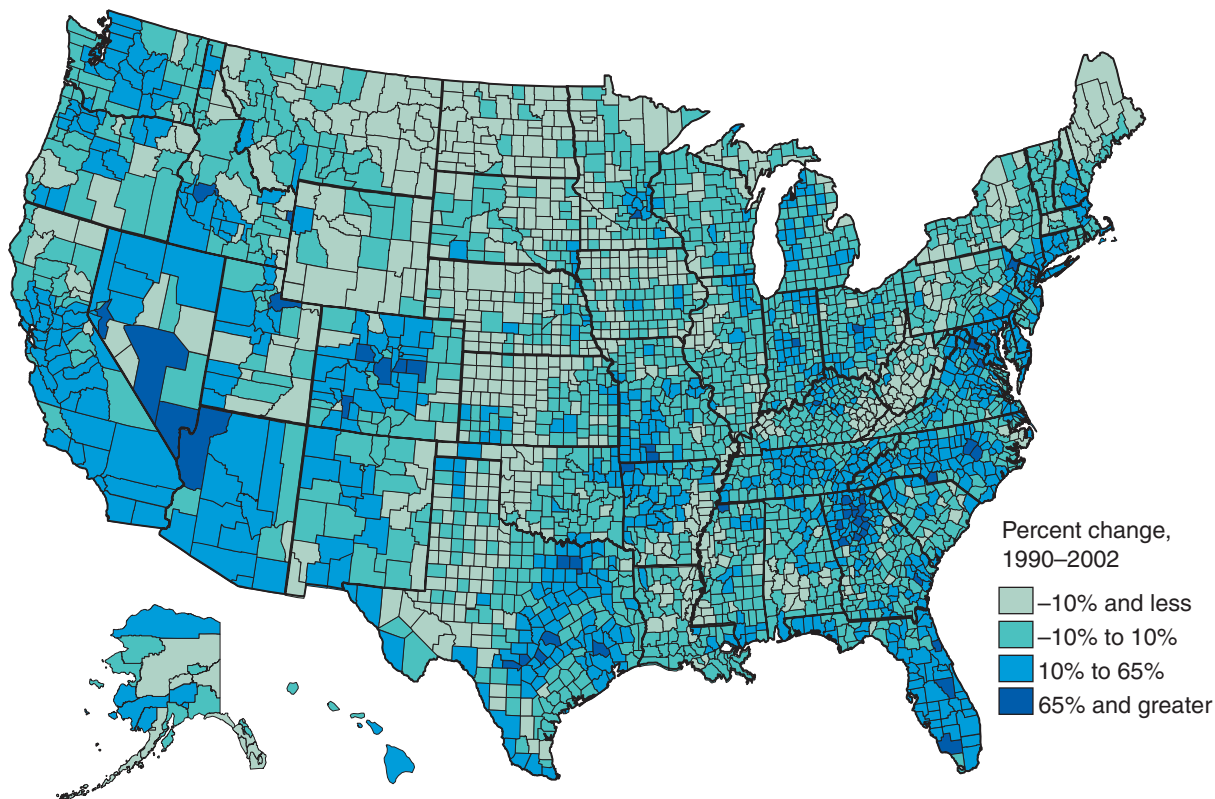 Percent change,
1990–2002
–10% and less
–10% to 10%
10% to 65%
65% and greater